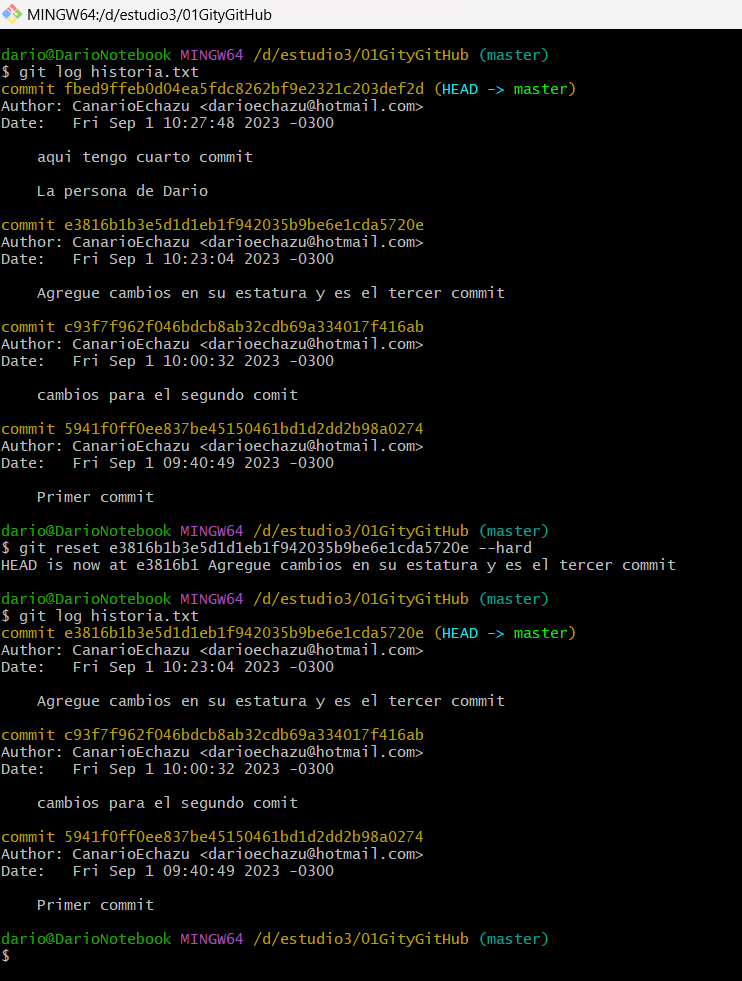 MINGW64:/d/estudio3/01GityGitHub
dario@DarioNotebook MINGW64 /d/estudio3/01GityGitHub (master)
$ git log historia.txt
commit fbed9ffeb0d04ea5fdc8262bf9e2321c203def2d (HEAD -> master)
Author: CanarioEchazu <darioechazu@hotmail.com>
Date:   Fri Sep 1 10:27:48 2023 -0300
    aqui tengo cuarto commit
    La persona de Dario
commit e3816b1b3e5d1d1eb1f942035b9be6e1cda5720e
Author: CanarioEchazu <darioechazu@hotmail.com>
Date:   Fri Sep 1 10:23:04 2023 -0300
    Agregue cambios en su estatura y es el tercer commit
commit c93f7f962f046bdcb8ab32cdb69a334017f416ab
Author: CanarioEchazu <darioechazu@hotmail.com>
Date:   Fri Sep 1 10:00:32 2023 -0300
    cambios para el segundo comit
commit 5941f0ff0ee837be45150461bd1d2dd2b98a0274
Author: CanarioEchazu <darioechazu@hotmail.com>
Date:   Fri Sep 1 09:40:49 2023 -0300
    Primer commit
dario@DarioNotebook MINGW64 /d/estudio3/01GityGitHub (master)
$ git reset e3816b1b3e5d1d1eb1f942035b9be6e1cda5720e --hard
HEAD is now at e3816b1 Agregue cambios en su estatura y es el tercer commit
dario@DarioNotebook MINGW64 /d/estudio3/01GityGitHub (master)
$ git log historia.txt
commit e3816b1b3e5d1d1eb1f942035b9be6e1cda5720e (HEAD -> master)
Author: CanarioEchazu <darioechazu@hotmail.com>
Date:   Fri Sep 1 10:23:04 2023 -0300
    Agregue cambios en su estatura y es el tercer commit
commit c93f7f962f046bdcb8ab32cdb69a334017f416ab
Author: CanarioEchazu <darioechazu@hotmail.com>
Date:   Fri Sep 1 10:00:32 2023 -0300
    cambios para el segundo comit
commit 5941f0ff0ee837be45150461bd1d2dd2b98a0274
Author: CanarioEchazu <darioechazu@hotmail.com>
Date:   Fri Sep 1 09:40:49 2023 -0300
    Primer commit
dario@DarioNotebook MINGW64 /d/estudio3/01GityGitHub (master)
$